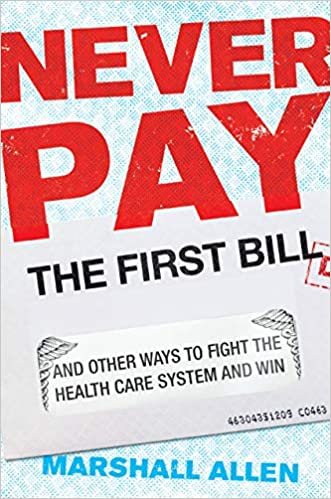 NEVER
PAY
THE FIRST BILL
AND OTHER WAYS TO FIGHT THE
HEALTH CARE SYSTEM AND WIN
46304351209 C0463
MARSHALL ALLEN